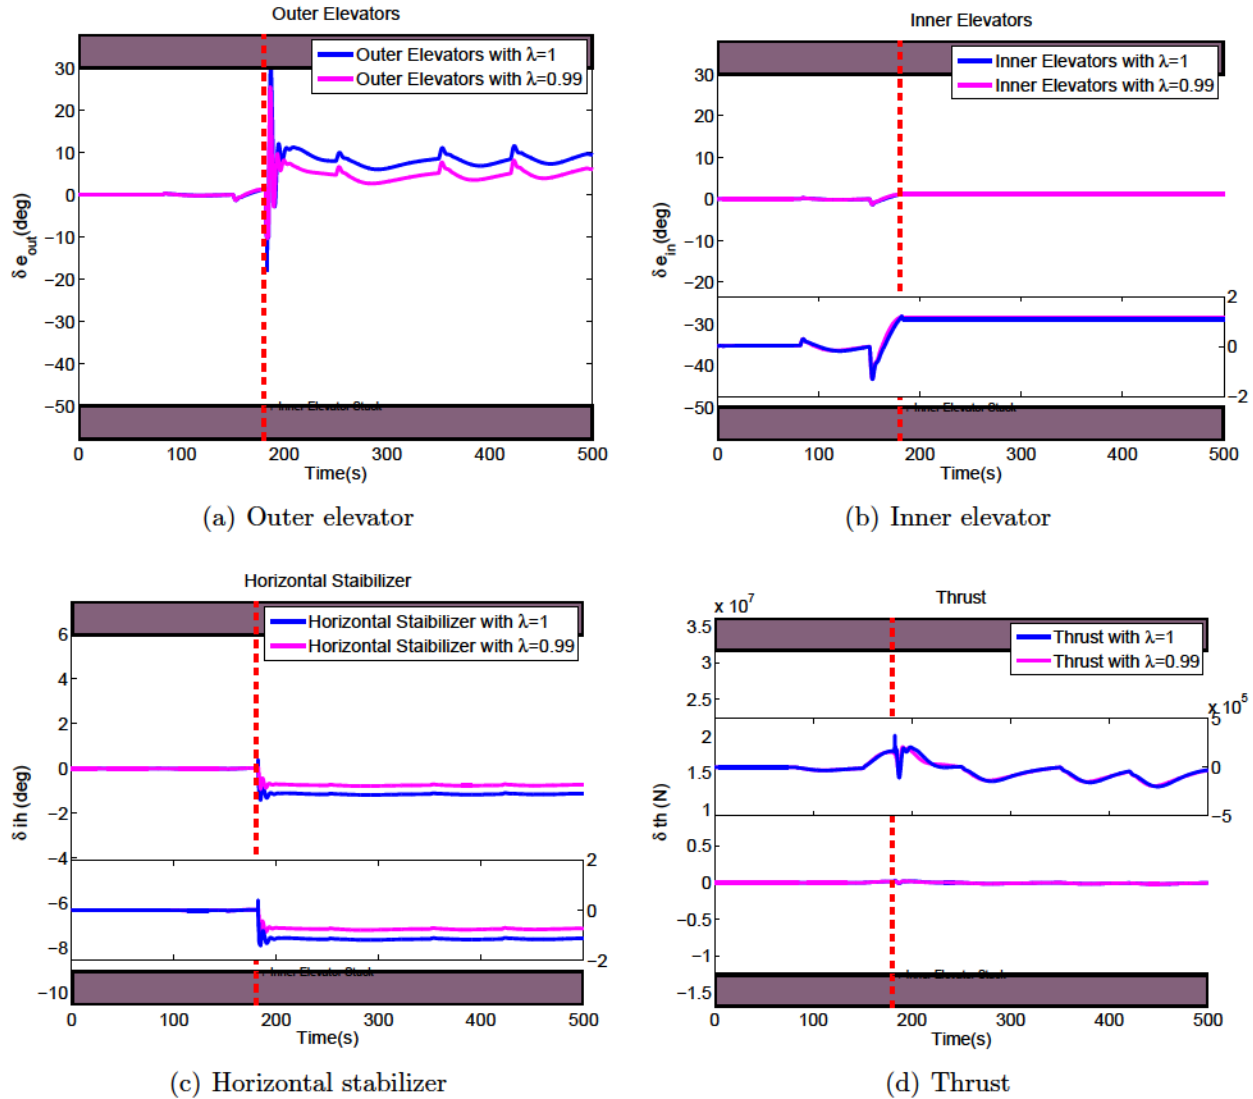 Outer Elevators
Outer Elevators with λ=1
Outer Elevators with λ=0.99
30
20
10
0
−10
−20
−30
−40
−50
δ e_out(deg)
Inner Elevator Stuck
0
100
200
300
400
500
Time(s)
(a) Outer elevator
Inner Elevators
Inner Elevators with λ=1
Inner Elevators with λ=0.99
30
20
10
0
−10
−20
−30
−40
−50
δ e_in(deg)
2
0
−2
Inner Elevator Stuck
0
100
200
300
400
500
Time(s)
(b) Inner elevator
Horizontal Staibilizer
Horizontal Staibilizer with λ=1
Horizontal Staibilizer with λ=0.99
6
4
2
0
−2
−4
−6
−8
−10
δ ih (deg)
2
0
−2
Inner Elevator Stuck
0
100
200
300
400
500
Time(s)
(c) Horizontal stabilizer
x 10^7
Thrust
Thrust with λ=1
Thrust with λ=0.99
3.5
3
2.5
2
1.5
1
0.5
0
−0.5
−1
−1.5
δ th (N)
x 10^5
5
0
−5
Inner Elevator Stuck
0
100
200
300
400
500
Time(s)
(d) Thrust